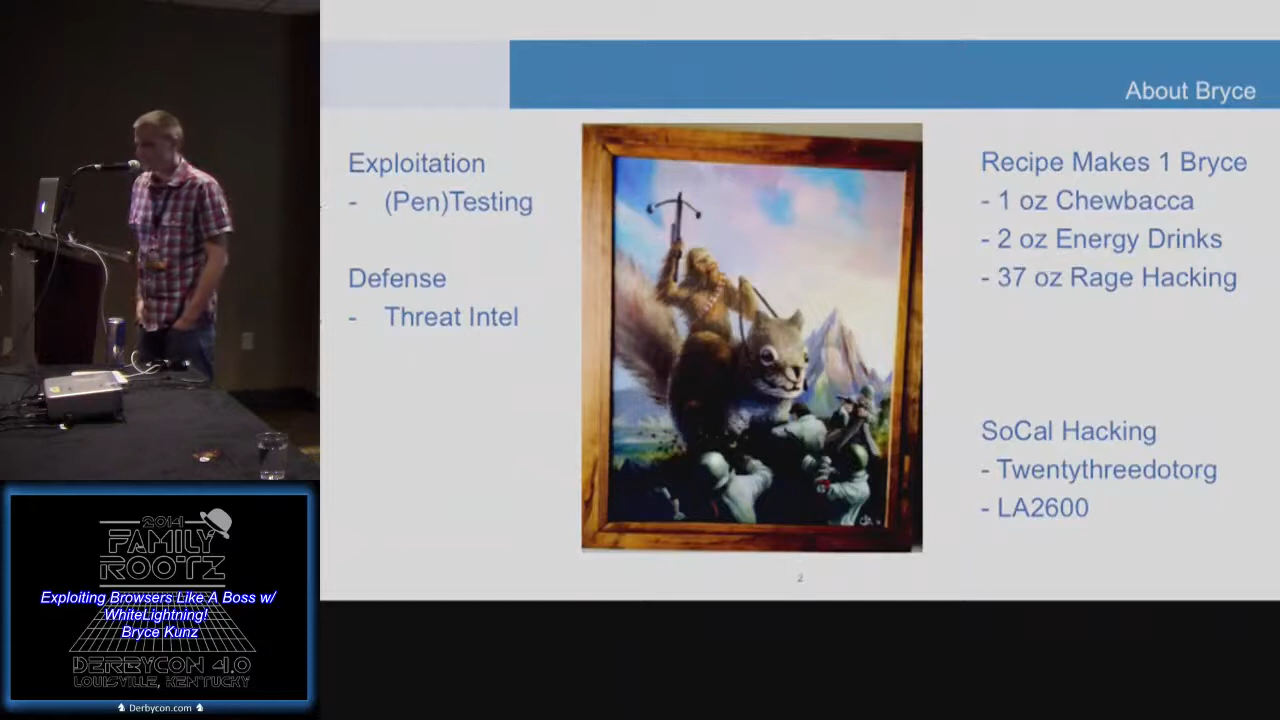 About Bryce
Exploitation
- (Pen)Testing
Defense
- Threat Intel
Recipe Makes 1 Bryce
- 1 oz Chewbacca
- 2 oz Energy Drinks
- 37 oz Rage Hacking
SoCal Hacking
- Twentythreedotorg
- LA2600
2
2014
FAMILY
ROOTZ
Exploiting Browsers Like A Boss w/
WhiteLightning!
Bryce Kunz
DERBYCON 4.0
LOUISVILLE, KENTUCKY
Derbycon.com